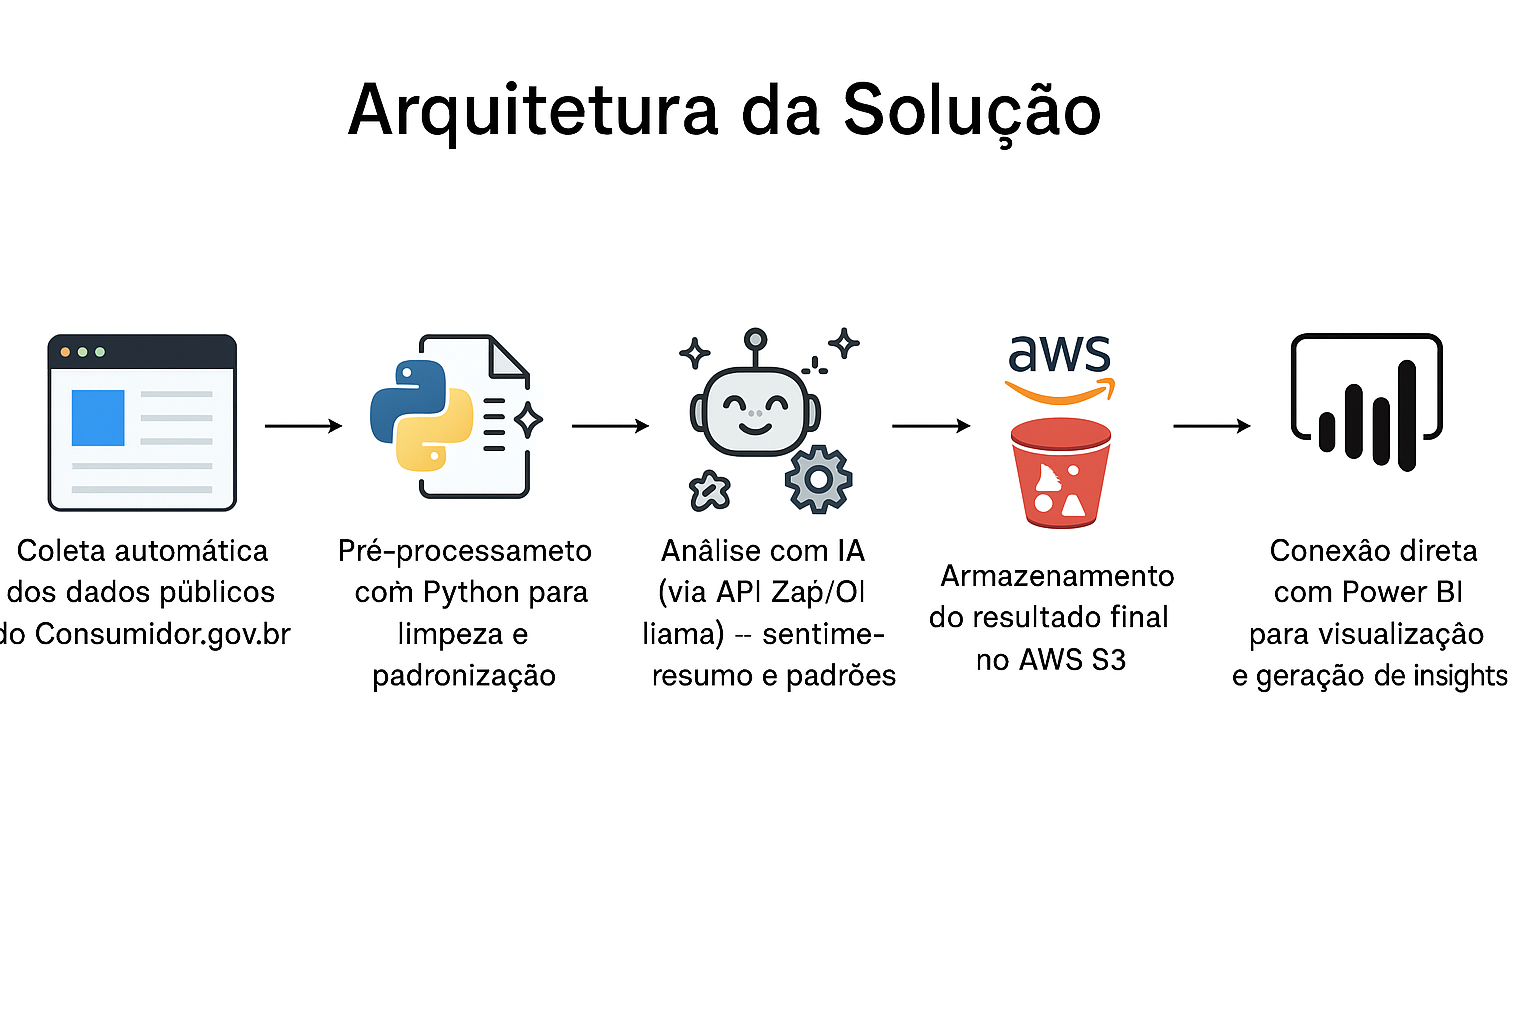 Arquitetura da Solução
Coleta automática
dos dados püblicos
do Consumidor.gov.br
Pré-processameto
com Python para
limpeza e
padronização
Anâlise com IA
(via API Zap/Ol
liama) -- sentime-
resumo e padrões
aws
Armazenamento
do resultado final
no AWS S3
Conexâo direta
com Power BI
para visualizaçâo
e geração de insights